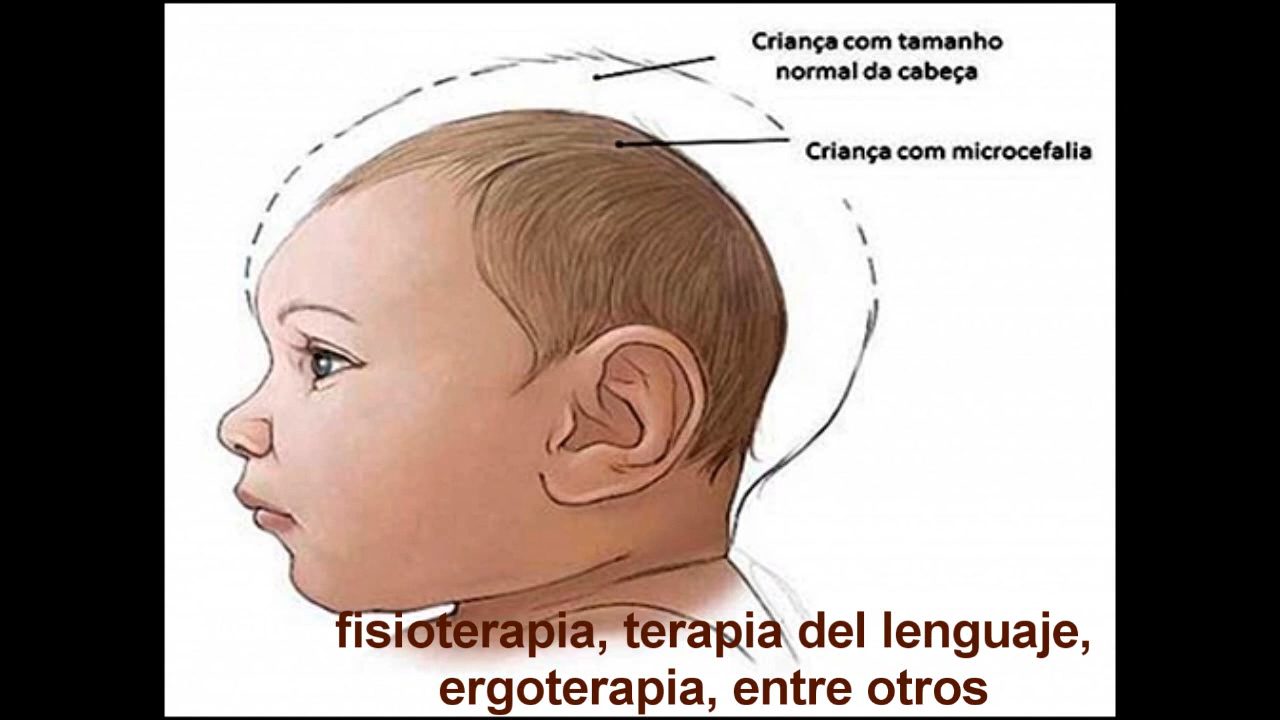 Criança com tamanho
normal da cabeça
Criança com microcefalia
fisioterapia, terapia del lenguaje,
ergoterapia, entre otros